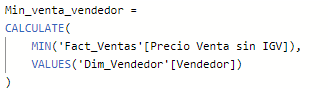 Min_venta_vendedor =
CALCULATE(
    MIN('Fact_Ventas'[Precio Venta sin IGV]),
    VALUES('Dim_Vendedor'[Vendedor])
)